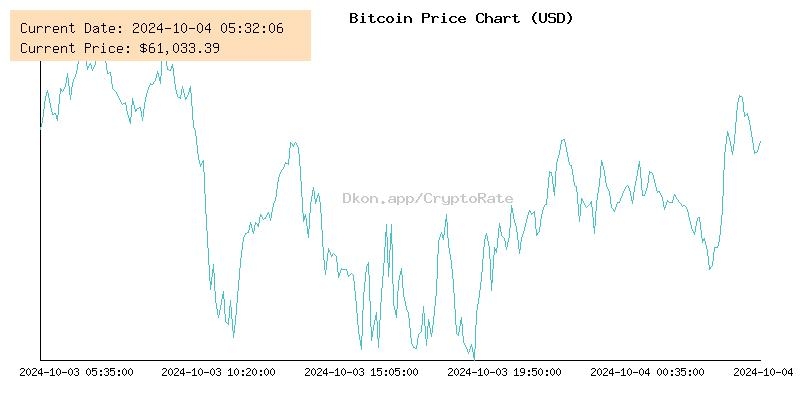 Bitcoin Price Chart (USD)
Current Date: 2024-10-04 05:32:06
Current Price: $61,033.39
Dkon.app/CryptoRate
2024-10-03 05:35:00 2024-10-03 10:20:00 2024-10-03 15:05:00 2024-10-03 19:50:00 2024-10-04 00:35:00 2024-10-04